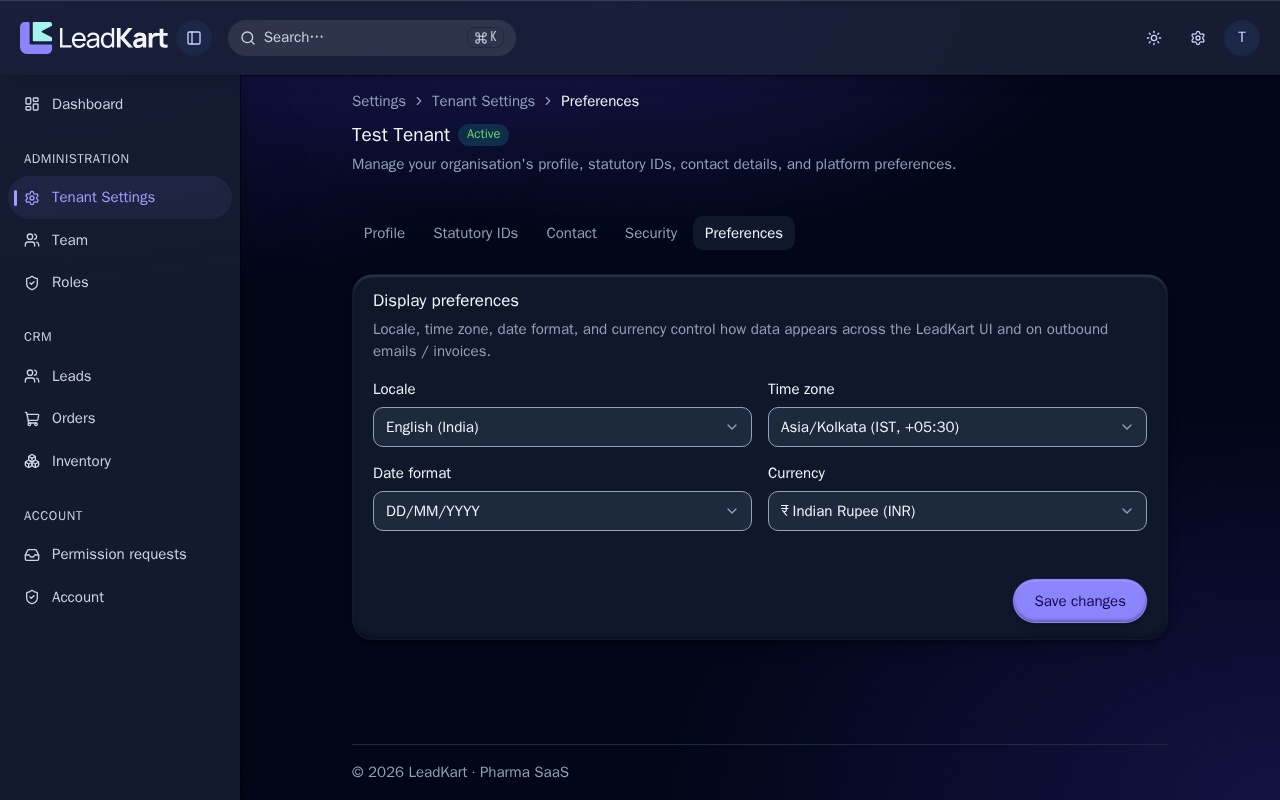 LeadKart
Search…
⌘K
T
Dashboard
ADMINISTRATION
Tenant Settings
Team
Roles
CRM
Leads
Orders
Inventory
ACCOUNT
Permission requests
Account
Settings > Tenant Settings > Preferences
Test Tenant Active
Manage your organisation's profile, statutory IDs, contact details, and platform preferences.
Profile Statutory IDs Contact Security Preferences
Display preferences
Locale, time zone, date format, and currency control how data appears across the LeadKart UI and on outbound
emails / invoices.
Locale
English (India)
Time zone
Asia/Kolkata (IST, +05:30)
Date format
DD/MM/YYYY
Currency
₹ Indian Rupee (INR)
Save changes
© 2026 LeadKart · Pharma SaaS